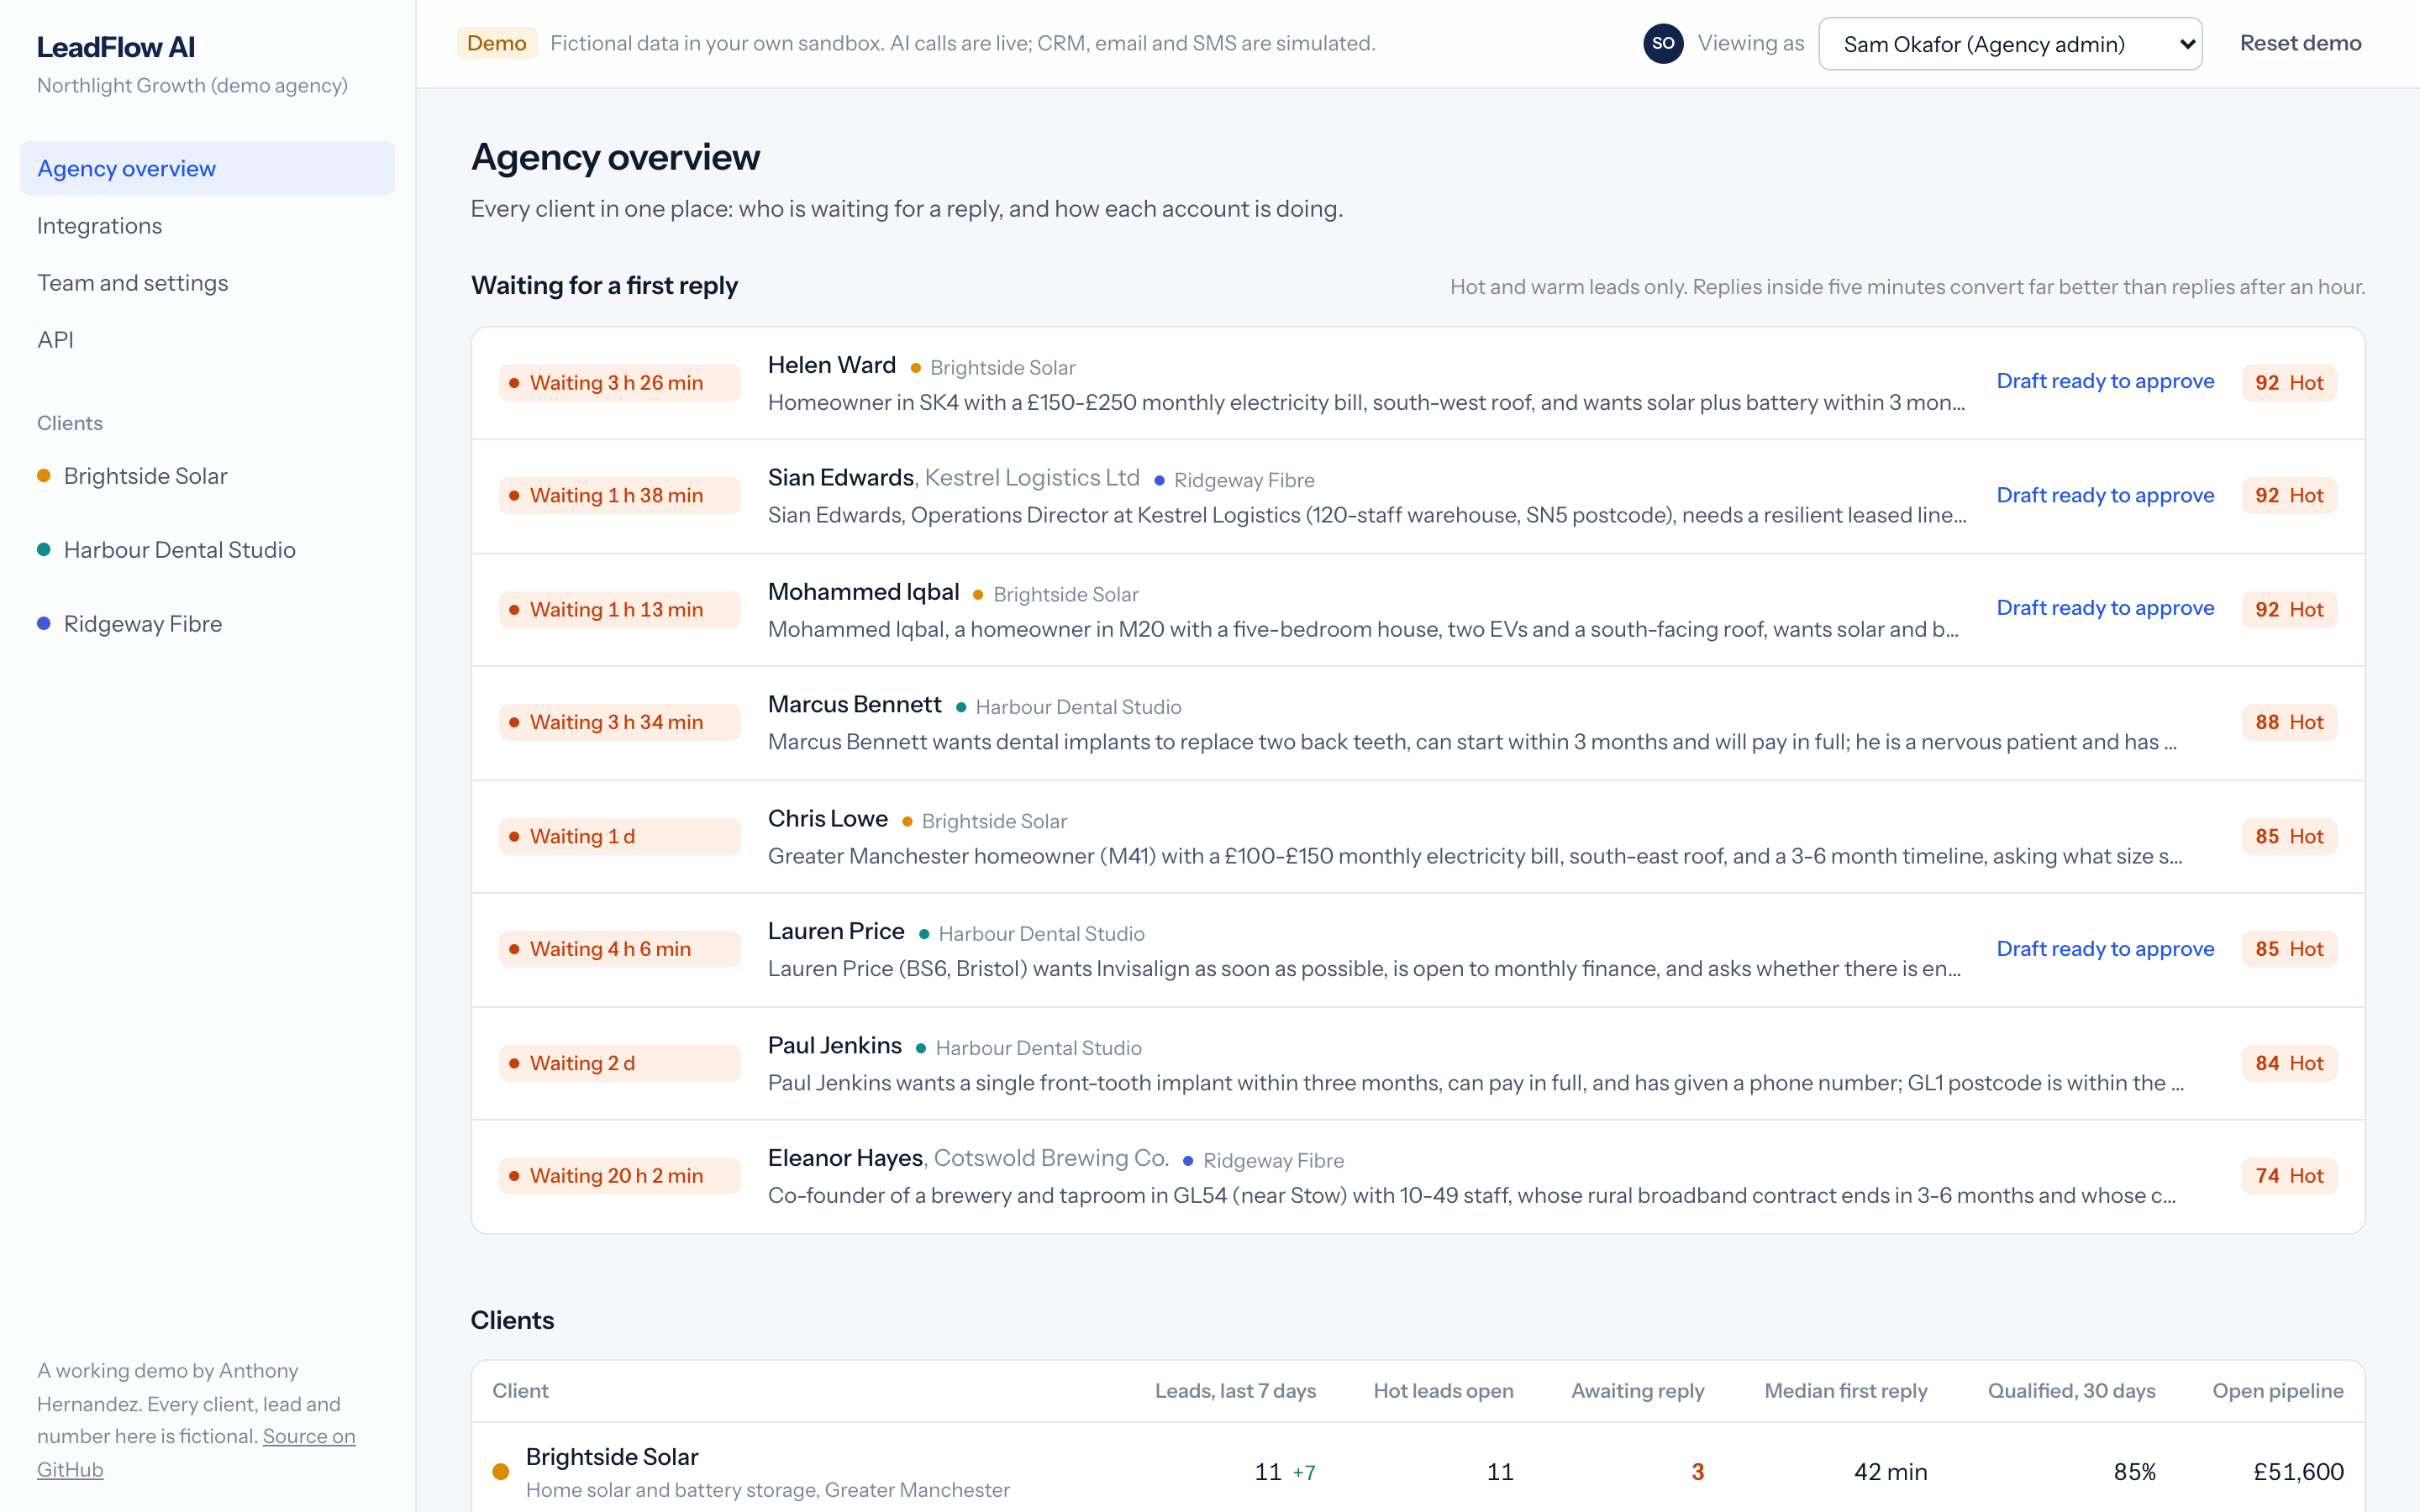 LeadFlow AI
Northlight Growth (demo agency)
Agency overview
Integrations
Team and settings
API
Clients
Brightside Solar
Harbour Dental Studio
Ridgeway Fibre
A working demo by Anthony
Hernandez. Every client, lead and
number here is fictional. Source on
GitHub
Demo Fictional data in your own sandbox. AI calls are live; CRM, email and SMS are simulated.
SO Viewing as Sam Okafor (Agency admin) Reset demo
Agency overview
Every client in one place: who is waiting for a reply, and how each account is doing.
Waiting for a first reply Hot and warm leads only. Replies inside five minutes convert far better than replies after an hour.
Waiting 3 h 26 min Helen Ward Brightside Solar Draft ready to approve 92 Hot
Homeowner in SK4 with a £150-£250 monthly electricity bill, south-west roof, and wants solar plus battery within 3 mon...
Waiting 1 h 38 min Sian Edwards, Kestrel Logistics Ltd Ridgeway Fibre Draft ready to approve 92 Hot
Sian Edwards, Operations Director at Kestrel Logistics (120-staff warehouse, SN5 postcode), needs a resilient leased line...
Waiting 1 h 13 min Mohammed Iqbal Brightside Solar Draft ready to approve 92 Hot
Mohammed Iqbal, a homeowner in M20 with a five-bedroom house, two EVs and a south-facing roof, wants solar and b...
Waiting 3 h 34 min Marcus Bennett Harbour Dental Studio 88 Hot
Marcus Bennett wants dental implants to replace two back teeth, can start within 3 months and will pay in full; he is a nervous patient and has ...
Waiting 1 d Chris Lowe Brightside Solar 85 Hot
Greater Manchester homeowner (M41) with a £100-£150 monthly electricity bill, south-east roof, and a 3-6 month timeline, asking what size s...
Waiting 4 h 6 min Lauren Price Harbour Dental Studio Draft ready to approve 85 Hot
Lauren Price (BS6, Bristol) wants Invisalign as soon as possible, is open to monthly finance, and asks whether there is en...
Waiting 2 d Paul Jenkins Harbour Dental Studio 84 Hot
Paul Jenkins wants a single front-tooth implant within three months, can pay in full, and has given a phone number; GL1 postcode is within the ...
Waiting 20 h 2 min Eleanor Hayes, Cotswold Brewing Co. Ridgeway Fibre 74 Hot
Co-founder of a brewery and taproom in GL54 (near Stow) with 10-49 staff, whose rural broadband contract ends in 3-6 months and whose c...
Clients
Client Leads, last 7 days Hot leads open Awaiting reply Median first reply Qualified, 30 days Open pipeline
Brightside Solar 11 +7 11 3 42 min 85% £51,600
Home solar and battery storage, Greater Manchester